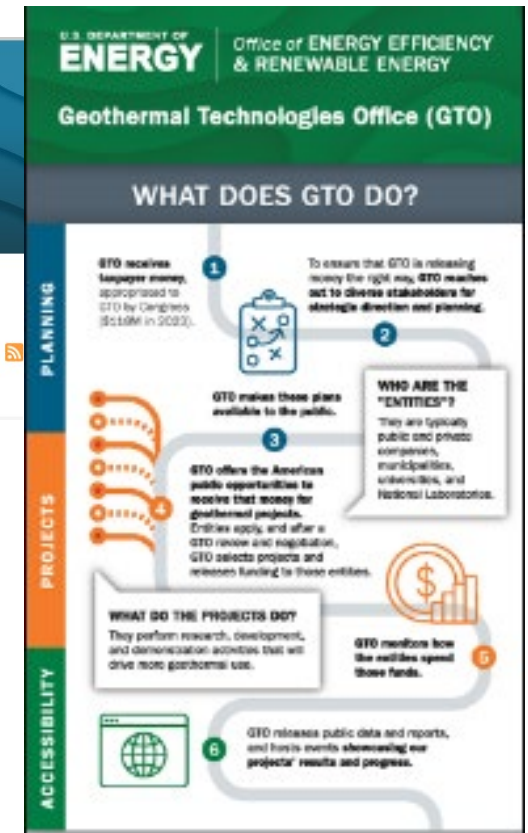 U.S. DEPARTMENT OF
ENERGY
Office of ENERGY EFFICIENCY
& RENEWABLE ENERGY
Geothermal Technologies Office (GTO)
WHAT DOES GTO DO?
PLANNING
1
GTO receives
taxpayer money,
appropriated to
GTO by Congress
($118M in 2023).
To ensure that GTO is releasing
money the right way, GTO reaches
out to diverse stakeholders for
strategic direction and planning.
2
GTO makes these plans
available to the public.
3
WHO ARE THE
"ENTITIES"?
They are typically
public and private
companies,
municipalities,
universities, and
National Laboratories.
PROJECTS
4
GTO offers the American
public opportunities to
receive that money for
geothermal projects.
Entities apply, and after a
GTO review and negotiation,
GTO selects projects and
releases funding to those entities.
$
WHAT DO THE PROJECTS DO?
They perform research, development,
and demonstration activities that will
drive more geothermal use.
GTO monitors how
the entities spend
those funds.
5
ACCESSIBILITY
6
GTO releases public data and reports,
and hosts events showcasing our
projects' results and progress.